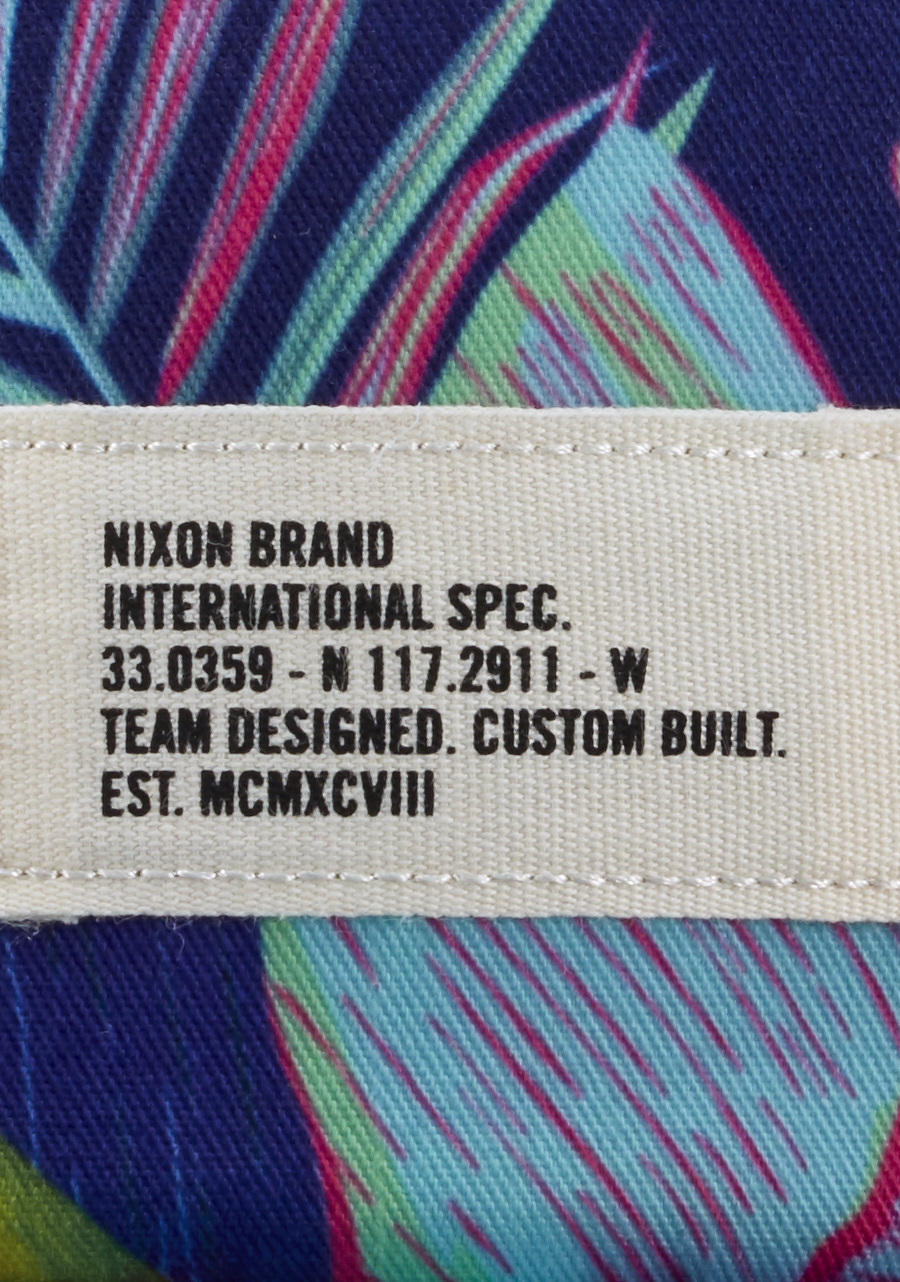 NIXON BRAND
INTERNATIONAL SPEC.
33.0359 - N 117.2911 - W
TEAM DESIGNED. CUSTOM BUILT.
EST. MCMXCVIII